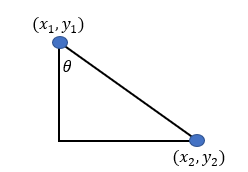 (x₁, y₁)
θ
(x₂, y₂)